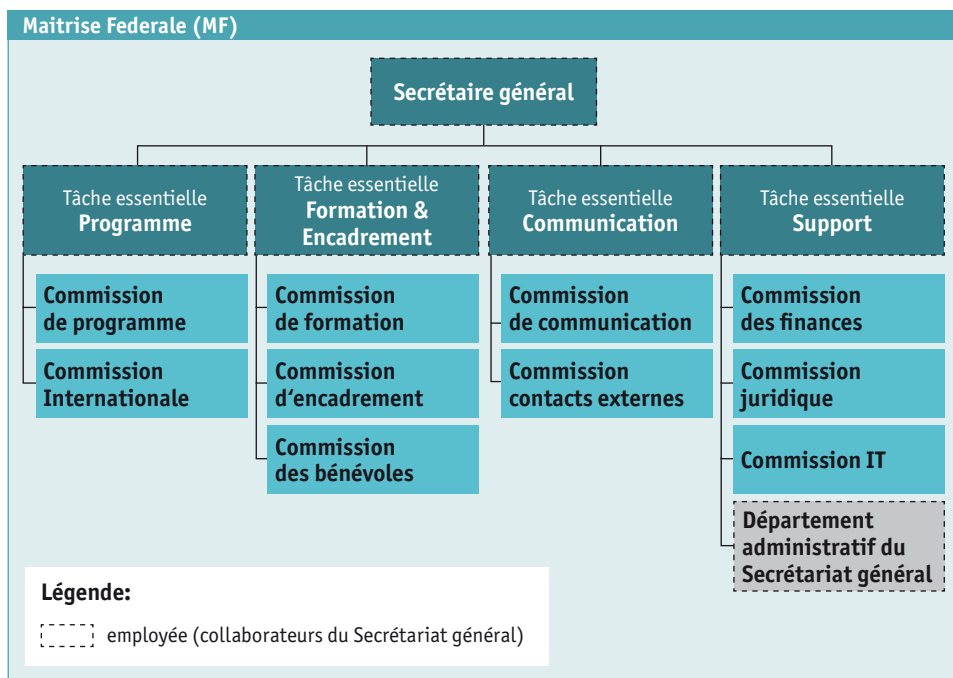 Maitrise Federale (MF)
Secrétaire général
Tâche essentielle
Programme
Tâche essentielle
Formation &
Encadrement
Tâche essentielle
Communication
Tâche essentielle
Support
Commission
de programme
Commission
Internationale
Commission
de formation
Commission
d‘encadrement
Commission
des bénévoles
Commission
de communication
Commission
contacts externes
Commission
des finances
Commission
juridique
Commission IT
Département
administratif du
Secrétariat général
Légende:
employée (collaborateurs du Secrétariat général)